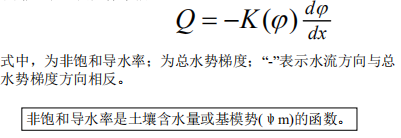 Q = −K(φ) dφ/dx
式中，为非饱和导水率；为总水势梯度；“-”表示水流方向与总
水势梯度方向相反。
非饱和导水率是土壤含水量或基模势(ψm)的函数。